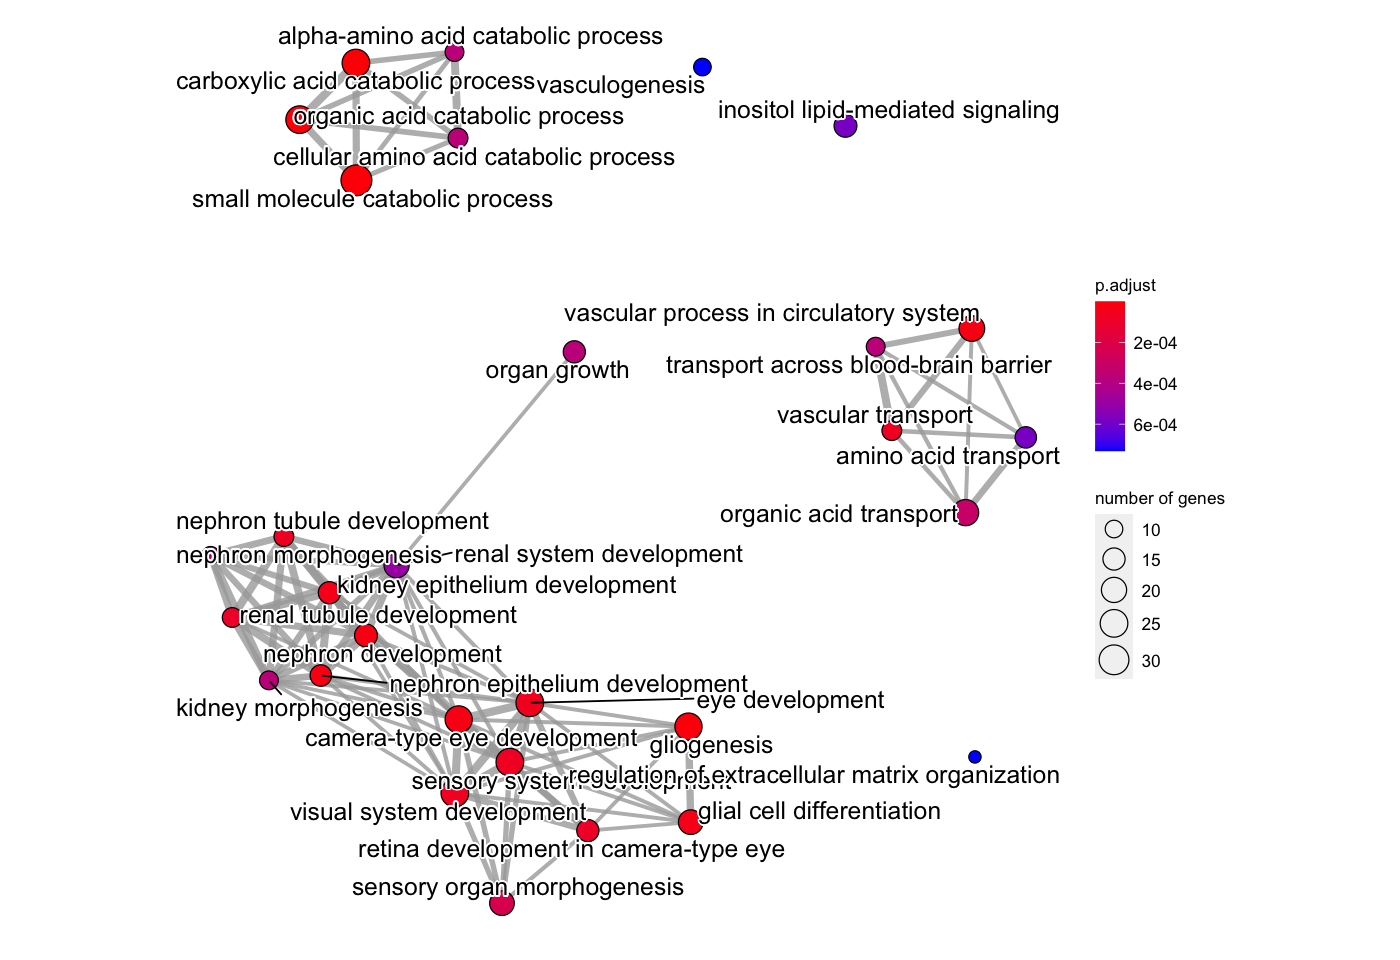 alpha-amino acid catabolic process
carboxylic acid catabolic process
vasculogenesis
inositol lipid-mediated signaling
organic acid catabolic process
cellular amino acid catabolic process
small molecule catabolic process
p.adjust
2e-04
4e-04
6e-04
vascular process in circulatory system
organ growth
transport across blood-brain barrier
vascular transport
amino acid transport
organic acid transport
number of genes
10
15
20
25
30
nephron tubule development
nephron morphogenesis
renal system development
kidney epithelium development
renal tubule development
nephron development
nephron epithelium development
eye development
kidney morphogenesis
camera-type eye development
gliogenesis
sensory system development
regulation of extracellular matrix organization
visual system development
glial cell differentiation
retina development in camera-type eye
sensory organ morphogenesis